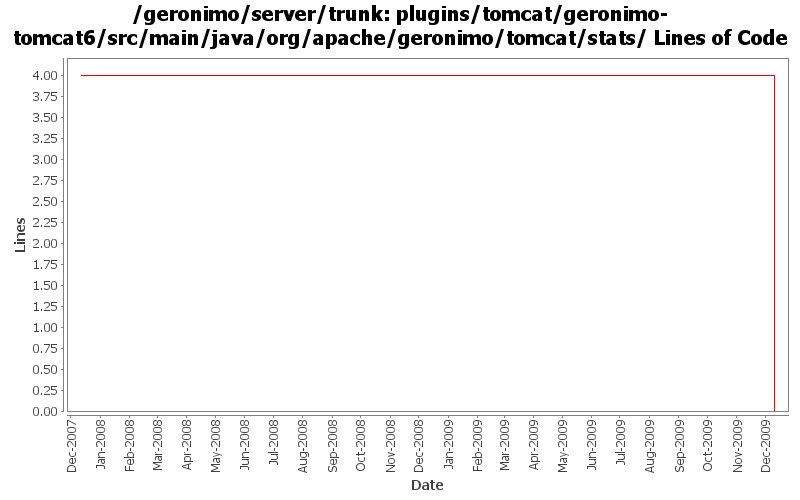 /geronimo/server/trunk: plugins/tomcat/geronimo-
tomcat6/src/main/java/org/apache/geronimo/tomcat/stats/ Lines of Code
4.00
3.75
3.50
3.25
3.00
2.75
2.50
2.25
2.00
1.75
1.50
1.25
1.00
0.75
0.50
0.25
0.00
Lines
Dec-2007
Jan-2008
Feb-2008
Mar-2008
Apr-2008
May-2008
Jun-2008
Jul-2008
Aug-2008
Sep-2008
Oct-2008
Nov-2008
Dec-2008
Jan-2009
Feb-2009
Mar-2009
Apr-2009
May-2009
Jun-2009
Jul-2009
Aug-2009
Sep-2009
Oct-2009
Nov-2009
Dec-2009
Date